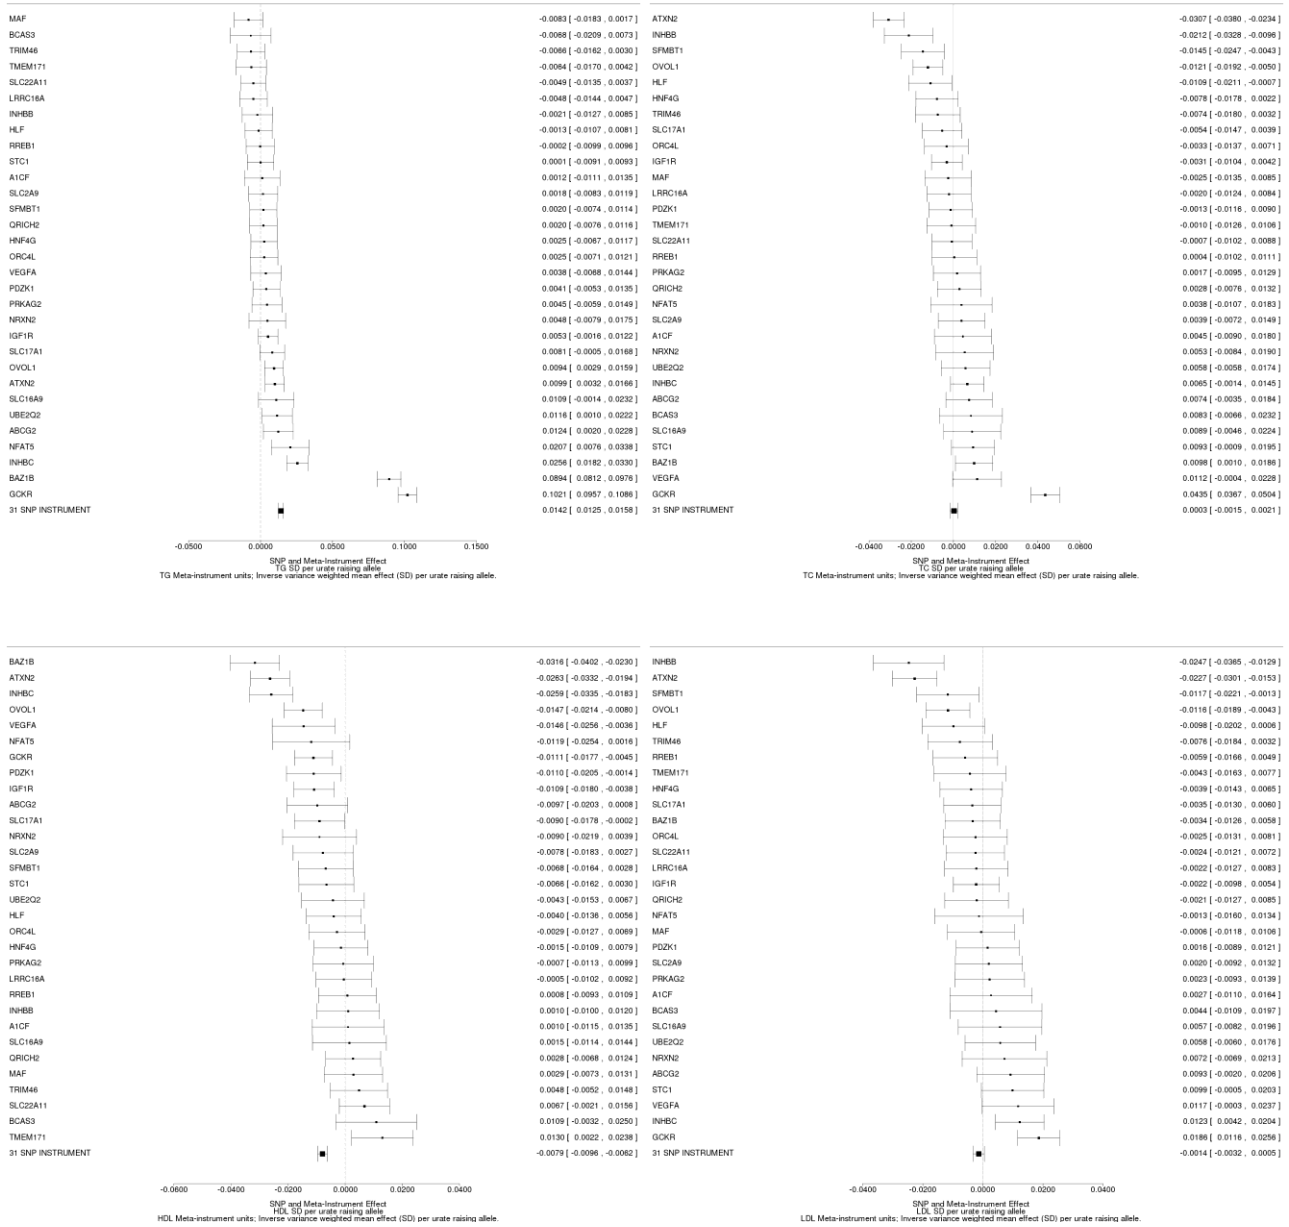 MAF -0.0083 [ -0.0183 , 0.0017 ]
BCAS3 -0.0068 [ -0.0209 , 0.0073 ]
TRIM46 -0.0066 [ -0.0162 , 0.0030 ]
TMEM171 -0.0064 [ -0.0170 , 0.0042 ]
SLC22A11 -0.0049 [ -0.0135 , 0.0037 ]
LRRC16A -0.0048 [ -0.0144 , 0.0047 ]
INHBB -0.0021 [ -0.0127 , 0.0085 ]
HLF -0.0013 [ -0.0107 , 0.0081 ]
RREB1 -0.0002 [ -0.0099 , 0.0096 ]
STC1 0.0001 [ -0.0091 , 0.0093 ]
A1CF 0.0012 [ -0.0111 , 0.0135 ]
SLC2A9 0.0018 [ -0.0083 , 0.0119 ]
SFMBT1 0.0020 [ -0.0074 , 0.0114 ]
QRICH2 0.0020 [ -0.0076 , 0.0116 ]
HNF4G 0.0025 [ -0.0067 , 0.0117 ]
ORC4L 0.0025 [ -0.0071 , 0.0121 ]
VEGFA 0.0038 [ -0.0068 , 0.0144 ]
PDZK1 0.0041 [ -0.0053 , 0.0135 ]
PRKAG2 0.0045 [ -0.0059 , 0.0149 ]
NRXN2 0.0048 [ -0.0079 , 0.0175 ]
IGF1R 0.0053 [ -0.0016 , 0.0122 ]
SLC17A1 0.0081 [ -0.0005 , 0.0168 ]
OVOL1 0.0094 [ 0.0029 , 0.0159 ]
ATXN2 0.0099 [ 0.0032 , 0.0166 ]
SLC16A9 0.0109 [ -0.0014 , 0.0232 ]
UBE2Q2 0.0116 [ 0.0010 , 0.0222 ]
ABCG2 0.0124 [ 0.0020 , 0.0228 ]
NFAT5 0.0207 [ 0.0076 , 0.0338 ]
INHBC 0.0256 [ 0.0182 , 0.0330 ]
BAZ1B 0.0894 [ 0.0812 , 0.0976 ]
GCKR 0.1021 [ 0.0957 , 0.1086 ]
31 SNP INSTRUMENT 0.0142 [ 0.0125 , 0.0158 ]
-0.0500 0.0000 0.0500 0.1000 0.1500
SNP and Meta-Instrument Effect
TG SD per urate raising allele
TG Meta-instrument units; Inverse variance weighted mean effect (SD) per urate raising allele.
ATXN2 -0.0307 [ -0.0380 , -0.0234 ]
INHBB -0.0212 [ -0.0328 , -0.0096 ]
SFMBT1 -0.0145 [ -0.0247 , -0.0043 ]
OVOL1 -0.0121 [ -0.0192 , -0.0050 ]
HLF -0.0109 [ -0.0211 , -0.0007 ]
HNF4G -0.0078 [ -0.0178 , 0.0022 ]
TRIM46 -0.0074 [ -0.0180 , 0.0032 ]
SLC17A1 -0.0054 [ -0.0147 , 0.0039 ]
ORC4L -0.0033 [ -0.0137 , 0.0071 ]
IGF1R -0.0031 [ -0.0104 , 0.0042 ]
MAF -0.0025 [ -0.0135 , 0.0085 ]
LRRC16A -0.0020 [ -0.0124 , 0.0084 ]
PDZK1 -0.0013 [ -0.0116 , 0.0090 ]
TMEM171 -0.0010 [ -0.0126 , 0.0106 ]
SLC22A11 -0.0007 [ -0.0102 , 0.0088 ]
RREB1 0.0004 [ -0.0102 , 0.0111 ]
PRKAG2 0.0017 [ -0.0095 , 0.0129 ]
QRICH2 0.0028 [ -0.0076 , 0.0132 ]
NFAT5 0.0038 [ -0.0107 , 0.0183 ]
SLC2A9 0.0039 [ -0.0072 , 0.0149 ]
A1CF 0.0045 [ -0.0090 , 0.0180 ]
NRXN2 0.0053 [ -0.0084 , 0.0190 ]
UBE2Q2 0.0058 [ -0.0058 , 0.0174 ]
INHBC 0.0065 [ -0.0014 , 0.0145 ]
ABCG2 0.0074 [ -0.0035 , 0.0184 ]
BCAS3 0.0083 [ -0.0066 , 0.0232 ]
SLC16A9 0.0089 [ -0.0046 , 0.0224 ]
STC1 0.0093 [ -0.0009 , 0.0195 ]
BAZ1B 0.0098 [ 0.0010 , 0.0186 ]
VEGFA 0.0112 [ -0.0004 , 0.0228 ]
GCKR 0.0435 [ 0.0367 , 0.0504 ]
31 SNP INSTRUMENT 0.0003 [ -0.0015 , 0.0021 ]
-0.0400 -0.0200 0.0000 0.0200 0.0400 0.0600
SNP and Meta-Instrument Effect
TC SD per urate raising allele
TC Meta-instrument units; Inverse variance weighted mean effect (SD) per urate raising allele.
BAZ1B -0.0316 [ -0.0402 , -0.0230 ]
ATXN2 -0.0263 [ -0.0332 , -0.0194 ]
INHBC -0.0259 [ -0.0335 , -0.0183 ]
OVOL1 -0.0147 [ -0.0214 , -0.0080 ]
VEGFA -0.0146 [ -0.0256 , -0.0036 ]
NFAT5 -0.0119 [ -0.0254 , 0.0016 ]
GCKR -0.0111 [ -0.0177 , -0.0045 ]
PDZK1 -0.0110 [ -0.0205 , -0.0014 ]
IGF1R -0.0109 [ -0.0180 , -0.0038 ]
ABCG2 -0.0097 [ -0.0203 , 0.0008 ]
SLC17A1 -0.0090 [ -0.0178 , -0.0002 ]
NRXN2 -0.0090 [ -0.0219 , 0.0039 ]
SLC2A9 -0.0078 [ -0.0183 , 0.0027 ]
SFMBT1 -0.0068 [ -0.0164 , 0.0028 ]
STC1 -0.0066 [ -0.0162 , 0.0030 ]
UBE2Q2 -0.0043 [ -0.0153 , 0.0067 ]
HLF -0.0040 [ -0.0136 , 0.0056 ]
ORC4L -0.0029 [ -0.0127 , 0.0069 ]
HNF4G -0.0015 [ -0.0109 , 0.0079 ]
PRKAG2 -0.0007 [ -0.0113 , 0.0099 ]
LRRC16A -0.0005 [ -0.0102 , 0.0092 ]
RREB1 0.0008 [ -0.0093 , 0.0109 ]
INHBB 0.0010 [ -0.0100 , 0.0120 ]
A1CF 0.0010 [ -0.0115 , 0.0135 ]
SLC16A9 0.0015 [ -0.0114 , 0.0144 ]
QRICH2 0.0028 [ -0.0068 , 0.0124 ]
MAF 0.0029 [ -0.0073 , 0.0131 ]
TRIM46 0.0048 [ -0.0052 , 0.0148 ]
SLC22A11 0.0067 [ -0.0021 , 0.0156 ]
BCAS3 0.0109 [ -0.0032 , 0.0250 ]
TMEM171 0.0130 [ 0.0022 , 0.0238 ]
31 SNP INSTRUMENT -0.0079 [ -0.0096 , -0.0062 ]
-0.0600 -0.0400 -0.0200 0.0000 0.0200 0.0400
SNP and Meta-Instrument Effect
HDL SD per urate raising allele
HDL Meta-instrument units; Inverse variance weighted mean effect (SD) per urate raising allele.
INHBB -0.0247 [ -0.0365 , -0.0129 ]
ATXN2 -0.0227 [ -0.0301 , -0.0153 ]
SFMBT1 -0.0117 [ -0.0221 , -0.0013 ]
OVOL1 -0.0116 [ -0.0189 , -0.0043 ]
HLF -0.0098 [ -0.0202 , 0.0006 ]
TRIM46 -0.0076 [ -0.0184 , 0.0032 ]
RREB1 -0.0059 [ -0.0166 , 0.0049 ]
TMEM171 -0.0043 [ -0.0163 , 0.0077 ]
HNF4G -0.0039 [ -0.0143 , 0.0065 ]
SLC17A1 -0.0035 [ -0.0130 , 0.0060 ]
BAZ1B -0.0034 [ -0.0126 , 0.0058 ]
ORC4L -0.0025 [ -0.0131 , 0.0081 ]
SLC22A11 -0.0024 [ -0.0121 , 0.0072 ]
LRRC16A -0.0022 [ -0.0127 , 0.0083 ]
IGF1R -0.0022 [ -0.0098 , 0.0054 ]
QRICH2 -0.0021 [ -0.0127 , 0.0085 ]
NFAT5 -0.0013 [ -0.0160 , 0.0134 ]
MAF -0.0006 [ -0.0118 , 0.0106 ]
PDZK1 0.0016 [ -0.0089 , 0.0121 ]
SLC2A9 0.0020 [ -0.0092 , 0.0132 ]
PRKAG2 0.0023 [ -0.0093 , 0.0139 ]
A1CF 0.0027 [ -0.0110 , 0.0164 ]
BCAS3 0.0044 [ -0.0109 , 0.0197 ]
SLC16A9 0.0057 [ -0.0082 , 0.0196 ]
UBE2Q2 0.0058 [ -0.0060 , 0.0176 ]
NRXN2 0.0072 [ -0.0069 , 0.0213 ]
ABCG2 0.0093 [ -0.0020 , 0.0206 ]
STC1 0.0099 [ -0.0005 , 0.0203 ]
VEGFA 0.0117 [ -0.0003 , 0.0237 ]
INHBC 0.0123 [ 0.0042 , 0.0204 ]
GCKR 0.0186 [ 0.0116 , 0.0256 ]
31 SNP INSTRUMENT -0.0014 [ -0.0032 , 0.0005 ]
-0.0400 -0.0200 0.0000 0.0200 0.0400
SNP and Meta-Instrument Effect
LDL SD per urate raising allele
LDL Meta-instrument units; Inverse variance weighted mean effect (SD) per urate raising allele.